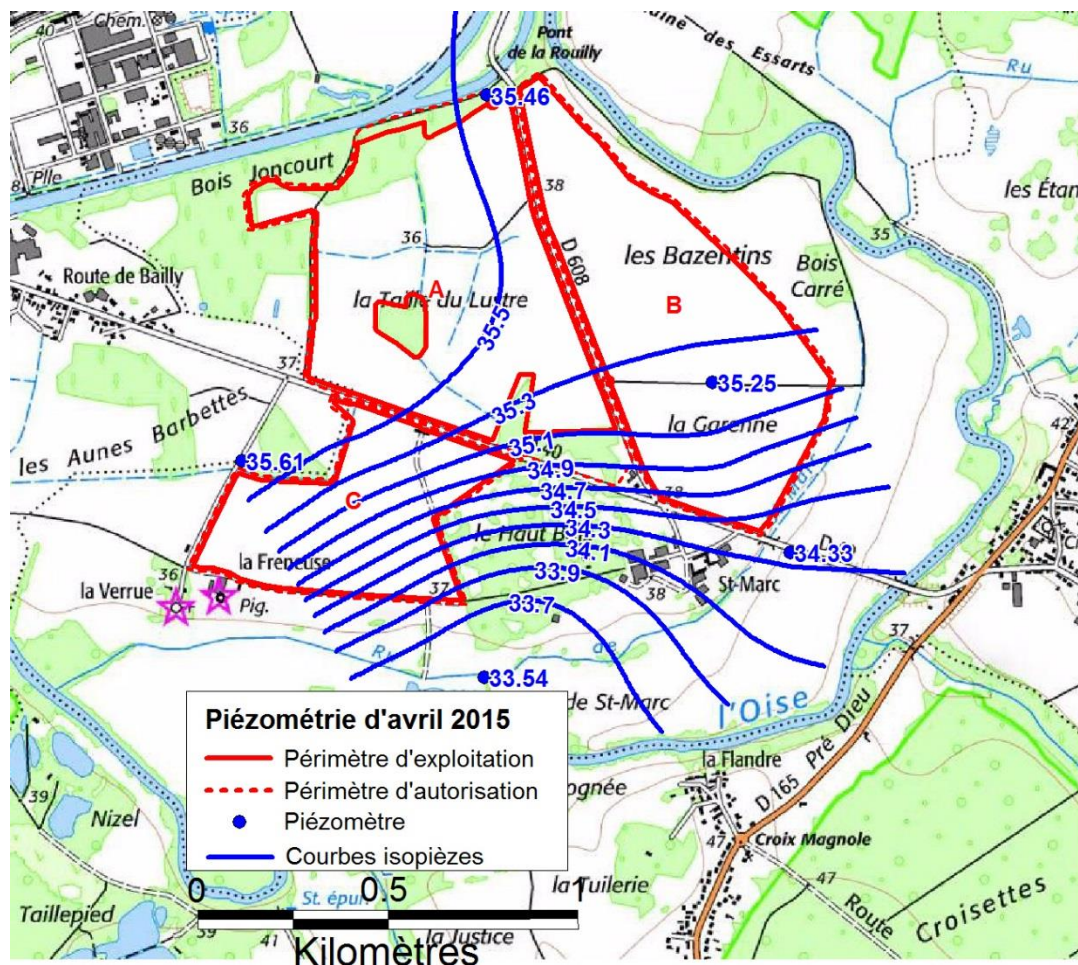 40
Chem.
Pont
de la Rouilly
des Essarts
Ru
35.46
36
Plle
Bois Joncourt
38
les Étan
36
35
D 608
les Bazentins
Bois
Carré
Route de Bailly
A
la Taille du Lustre
B
35.5
37
35.3
35.25
les Aunes Barbettes
la Garenne
42
35.1
34.9
35.61
34.7
38
C
34.5
34.3
34.33
34.1
la Freneuse
36
la Verrue
Pig.
37
33.9
38
St-Marc
33.7
37
Ru
de
33.54
de St-Marc
l'Oise
Pré Dieu
Piézométrie d'avril 2015
Périmètre d'exploitation
Périmètre d'autorisation
Piézomètre
Courbes isopièzes
la Flandre
D 165
ognée
39
Nizel
47
Croix Magnole
47
la Tuilerie
0
0.5
1
St. épur
Taillepied
39
41
la Justice
Kilomètres
Route
Croisettes